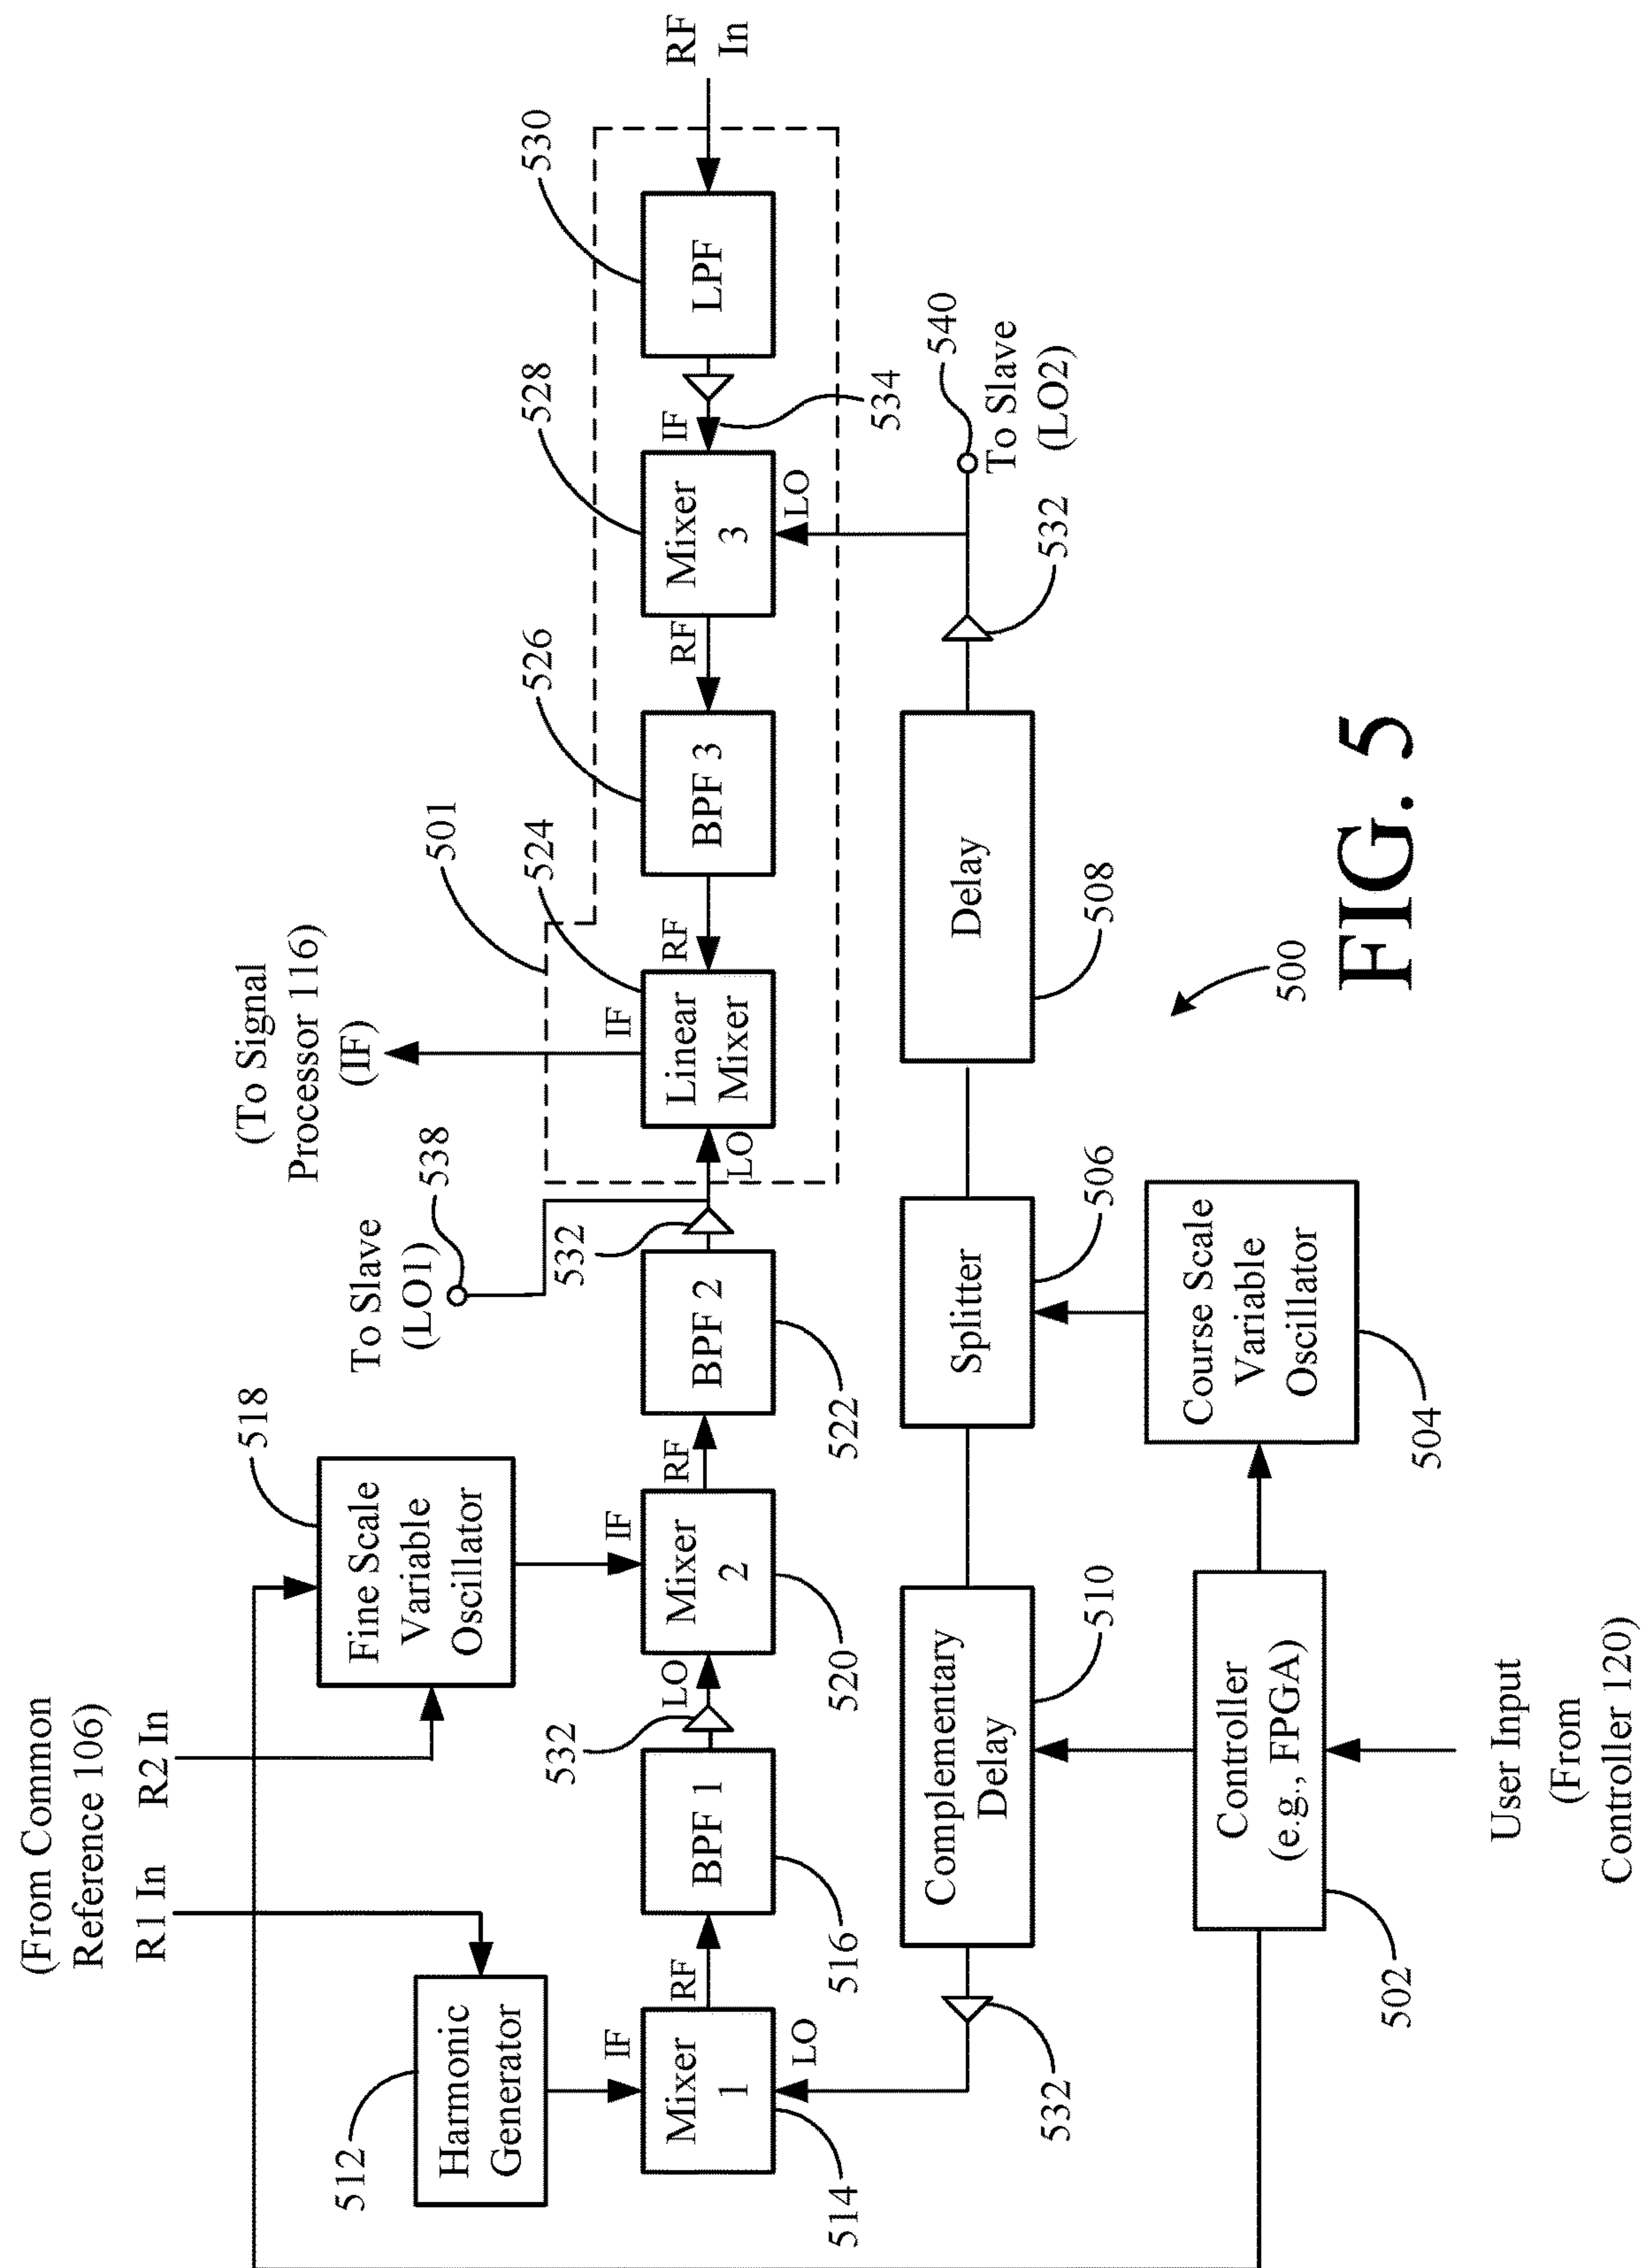 (From Common
Reference 106)
R1 In
R2 In
(To Signal
Processor 116)
(IF)
To Slave
(LO1)
538
501
518
512
Harmonic
Generator
Fine Scale
Variable
Oscillator
IF
IF
IF
532
532
524
526
528
530
Mixer
1
RF
BPF 1
LO
Mixer
2
RF
BPF 2
LO
Linear
Mixer
RF
BPF 3
RF
Mixer
3
IF
LPF
RF
In
514
LO
516
520
522
LO
534
Complementary
Delay
Splitter
Delay
532
510
506
508
532
540
To Slave
(LO2)
Controller
(e.g., FPGA)
Course Scale
Variable
Oscillator
502
504
500
User Input
(From
Controller 120)
FIG. 5